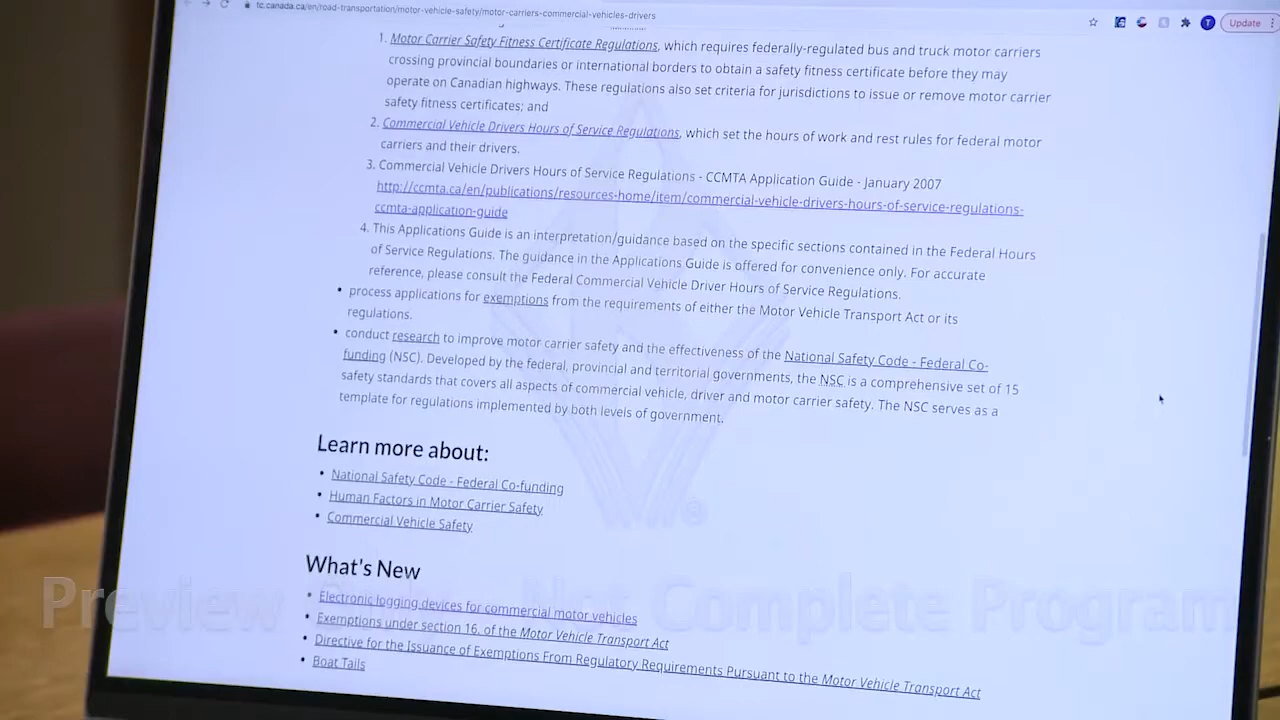 tc.canada.ca/en/road-transportation/motor-vehicle-safety/motor-carriers-commercial-vehicles-drivers
T
Update
1. Motor Carrier Safety Fitness Certificate Regulations, which requires federally-regulated bus and truck motor carriers
crossing provincial boundaries or international borders to obtain a safety fitness certificate before they may
operate on Canadian highways. These regulations also set criteria for jurisdictions to issue or remove motor carrier
safety fitness certificates; and
2. Commercial Vehicle Drivers Hours of Service Regulations, which set the hours of work and rest rules for federal motor
carriers and their drivers.
3. Commercial Vehicle Drivers Hours of Service Regulations - CCMTA Application Guide - January 2007
http://ccmta.ca/en/publications/resources-home/item/commercial-vehicle-drivers-hours-of-service-regulations-
ccmta-application-guide
4. This Applications Guide is an interpretation/guidance based on the specific sections contained in the Federal Hours
of Service Regulations. The guidance in the Applications Guide is offered for convenience only. For accurate
reference, please consult the Federal Commercial Vehicle Driver Hours of Service Regulations.
• process applications for exemptions from the requirements of either the Motor Vehicle Transport Act or its
regulations.
• conduct research to improve motor carrier safety and the effectiveness of the National Safety Code - Federal Co-
funding (NSC). Developed by the federal, provincial and territorial governments, the NSC is a comprehensive set of 15
safety standards that covers all aspects of commercial vehicle, driver and motor carrier safety. The NSC serves as a
template for regulations implemented by both levels of government.
Learn more about:
• National Safety Code - Federal Co-funding
• Human Factors in Motor Carrier Safety
• Commercial Vehicle Safety
What's New
• Electronic logging devices for commercial motor vehicles
• Exemptions under section 16. of the Motor Vehicle Transport Act
• Directive for the Issuance of Exemptions From Regulatory Requirements Pursuant to the Motor Vehicle Transport Act
• Boat Tails
Preview Not Complete Program